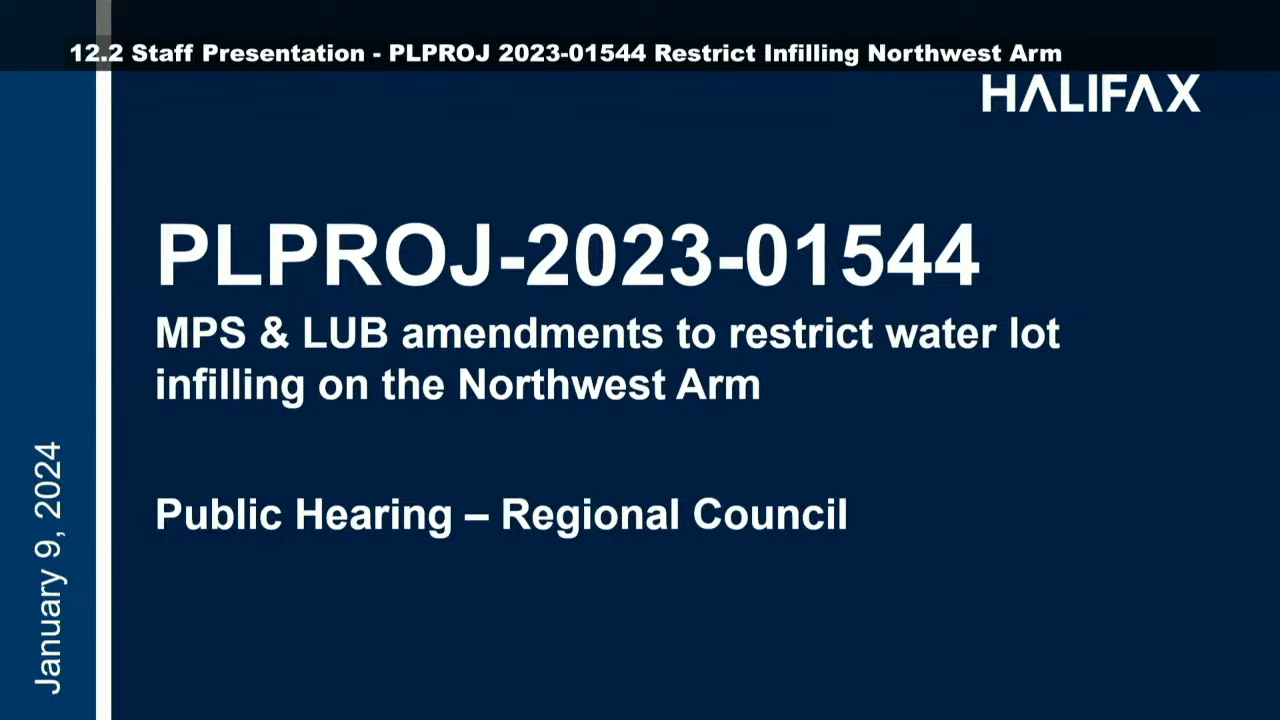 12.2 Staff Presentation - PLPROJ 2023-01544 Restrict Infilling Northwest Arm
HALIFAX
PLPROJ-2023-01544
MPS & LUB amendments to restrict water lot
infilling on the Northwest Arm
Public Hearing – Regional Council
January 9, 2024